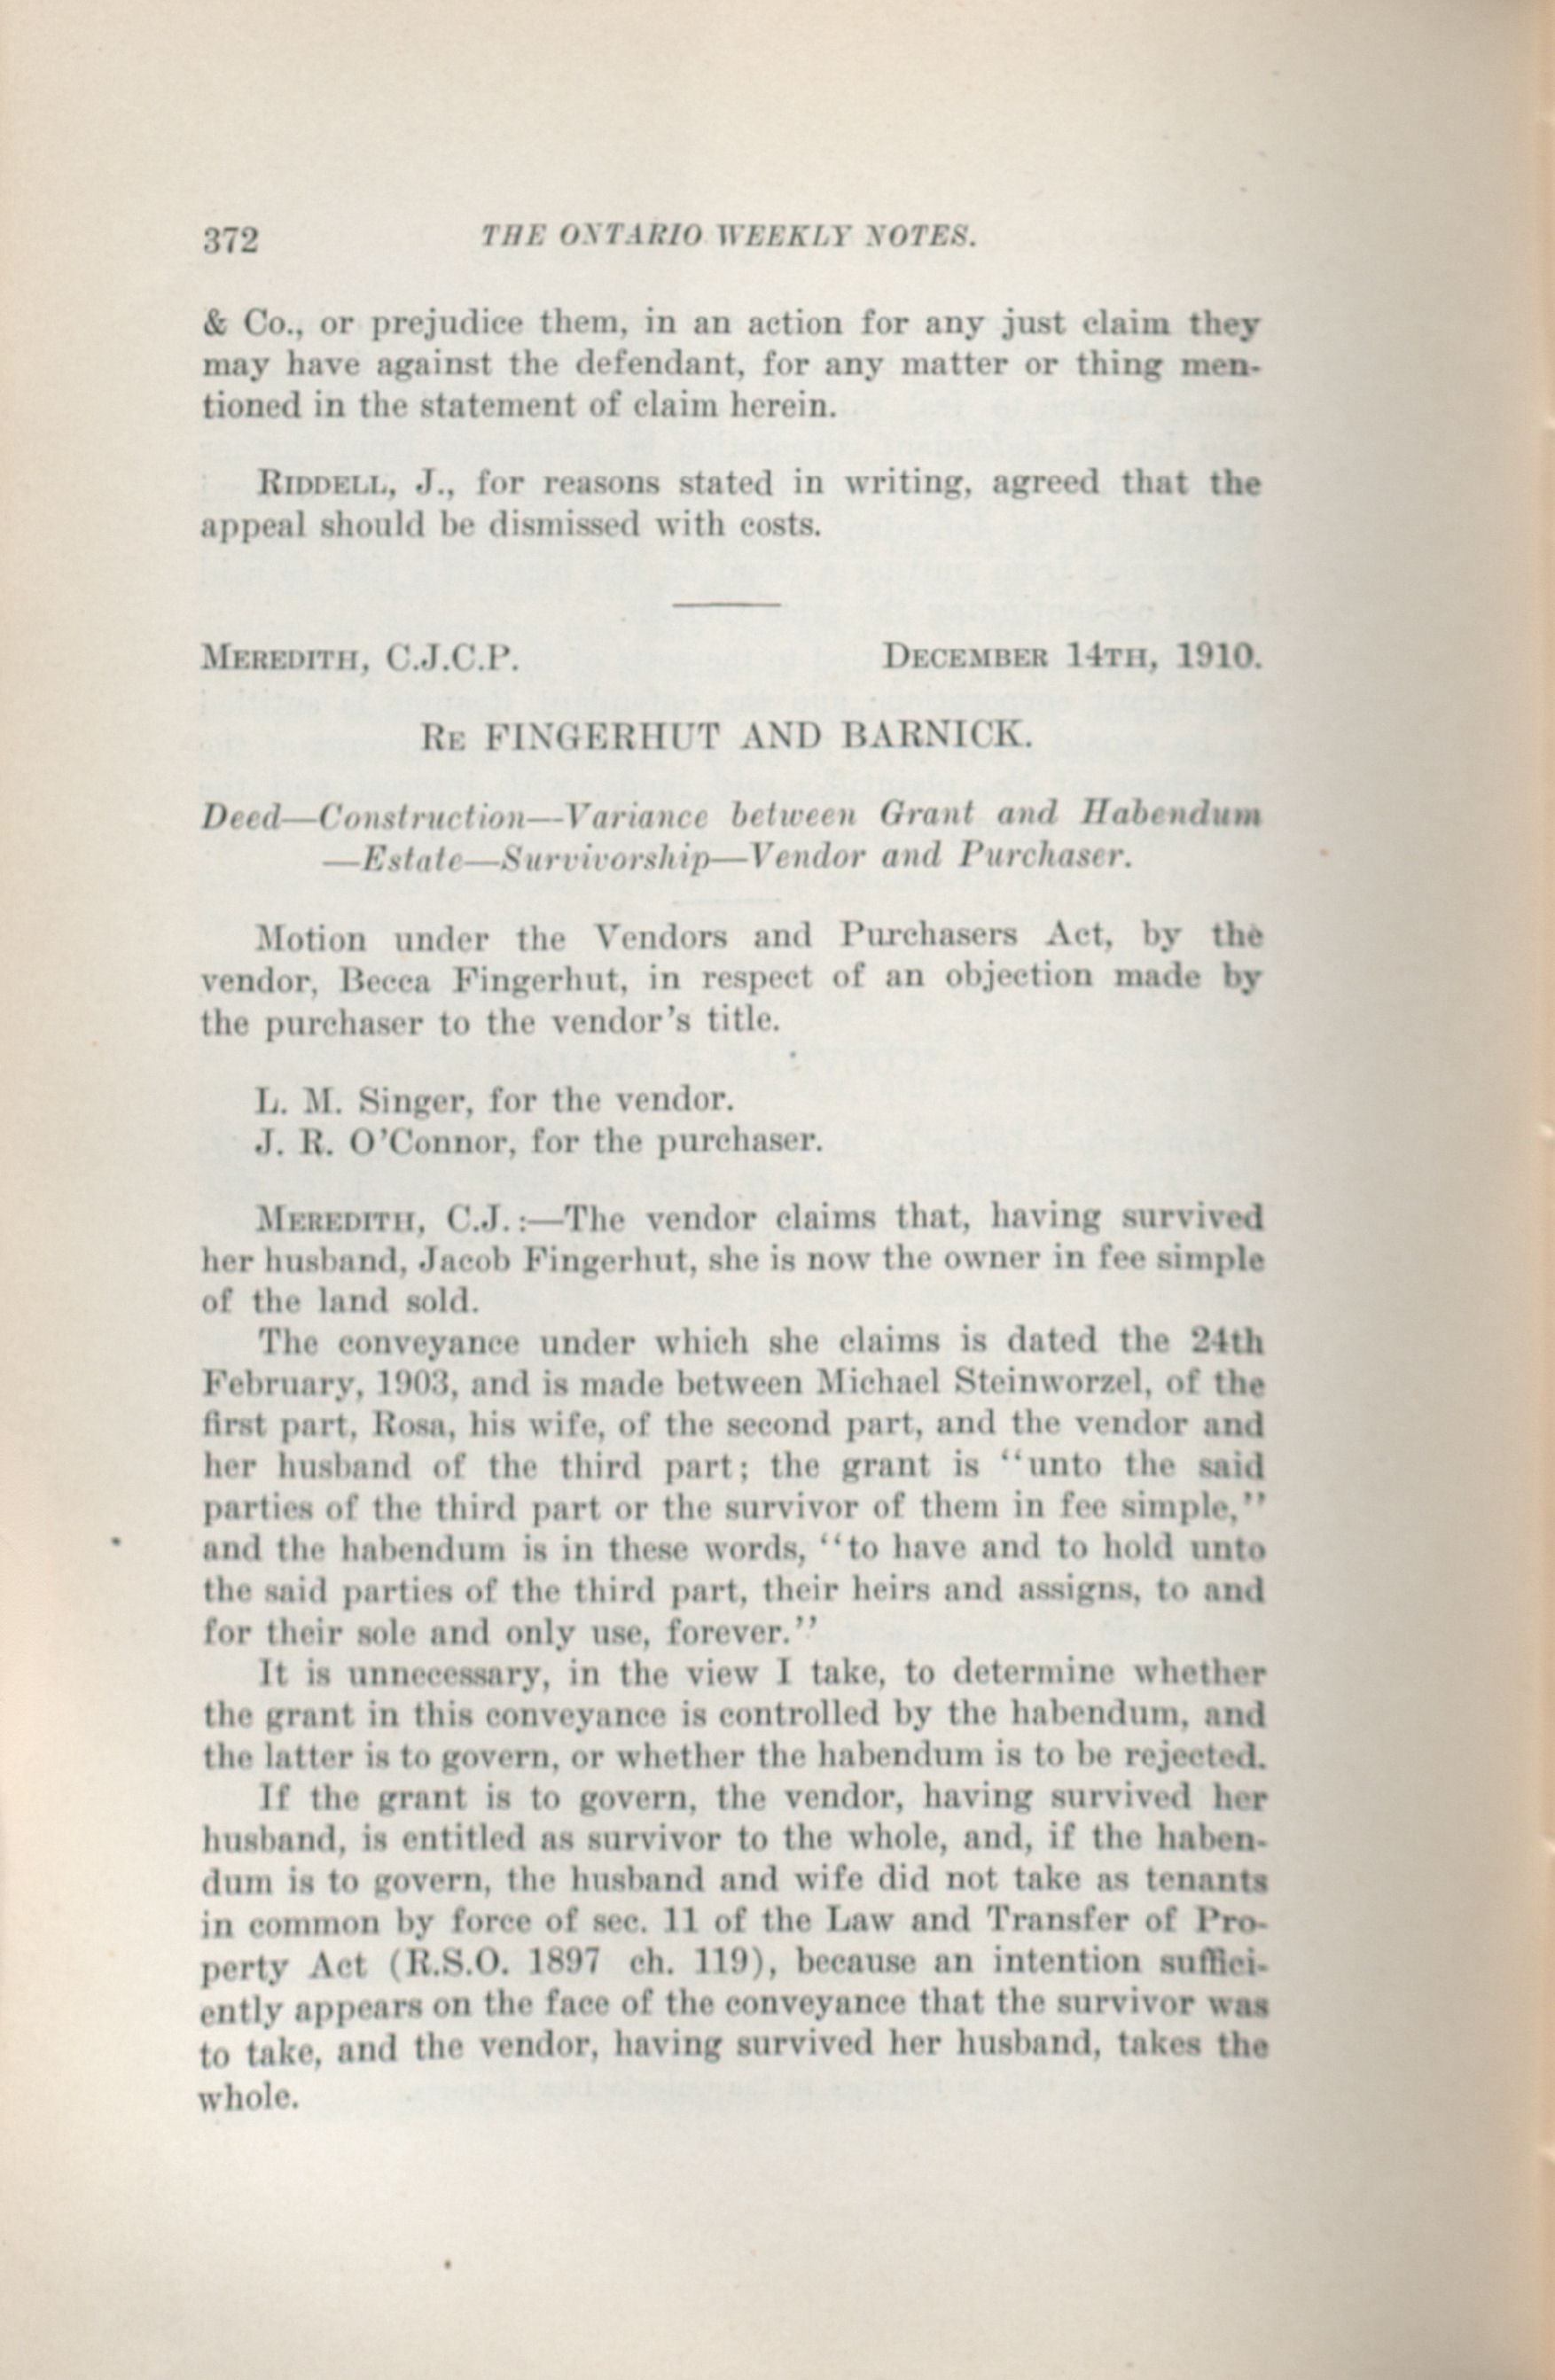 372 THE ONTARIO WEEKLY NOTES.
& Co., or prejudice them, in an action for any just claim they
may have against the defendant, for any matter or thing men-
tioned in the statement of claim herein.
RIDDELL, J., for reasons stated in writing, agreed that the
appeal should be dismissed with costs.
MEREDITH, C.J.C.P. DECEMBER 14TH, 1910.
RE FINGERHUT AND BARNICK.
Deed—Construction—Variance between Grant and Habendum
—Estate—Survivorship—Vendor and Purchaser.
Motion under the Vendors and Purchasers Act, by the
vendor, Becca Fingerhut, in respect of an objection made by
the purchaser to the vendor's title.
L. M. Singer, for the vendor.
J. R. O'Connor, for the purchaser.
MEREDITH, C.J.:—The vendor claims that, having survived
her husband, Jacob Fingerhut, she is now the owner in fee simple
of the land sold.
The conveyance under which she claims is dated the 24th
February, 1903, and is made between Michael Steinworzel, of the
first part, Rosa, his wife, of the second part, and the vendor and
her husband of the third part; the grant is "unto the said
parties of the third part or the survivor of them in fee simple,"
and the habendum is in these words, "to have and to hold unto
the said parties of the third part, their heirs and assigns, to and
for their sole and only use, forever."
It is unnecessary, in the view I take, to determine whether
the grant in this conveyance is controlled by the habendum, and
the latter is to govern, or whether the habendum is to be rejected.
If the grant is to govern, the vendor, having survived her
husband, is entitled as survivor to the whole, and, if the haben-
dum is to govern, the husband and wife did not take as tenants
in common by force of sec. 11 of the Law and Transfer of Pro-
perty Act (R.S.O. 1897 ch. 119), because an intention suffici-
ently appears on the face of the conveyance that the survivor was
to take, and the vendor, having survived her husband, takes the
whole.